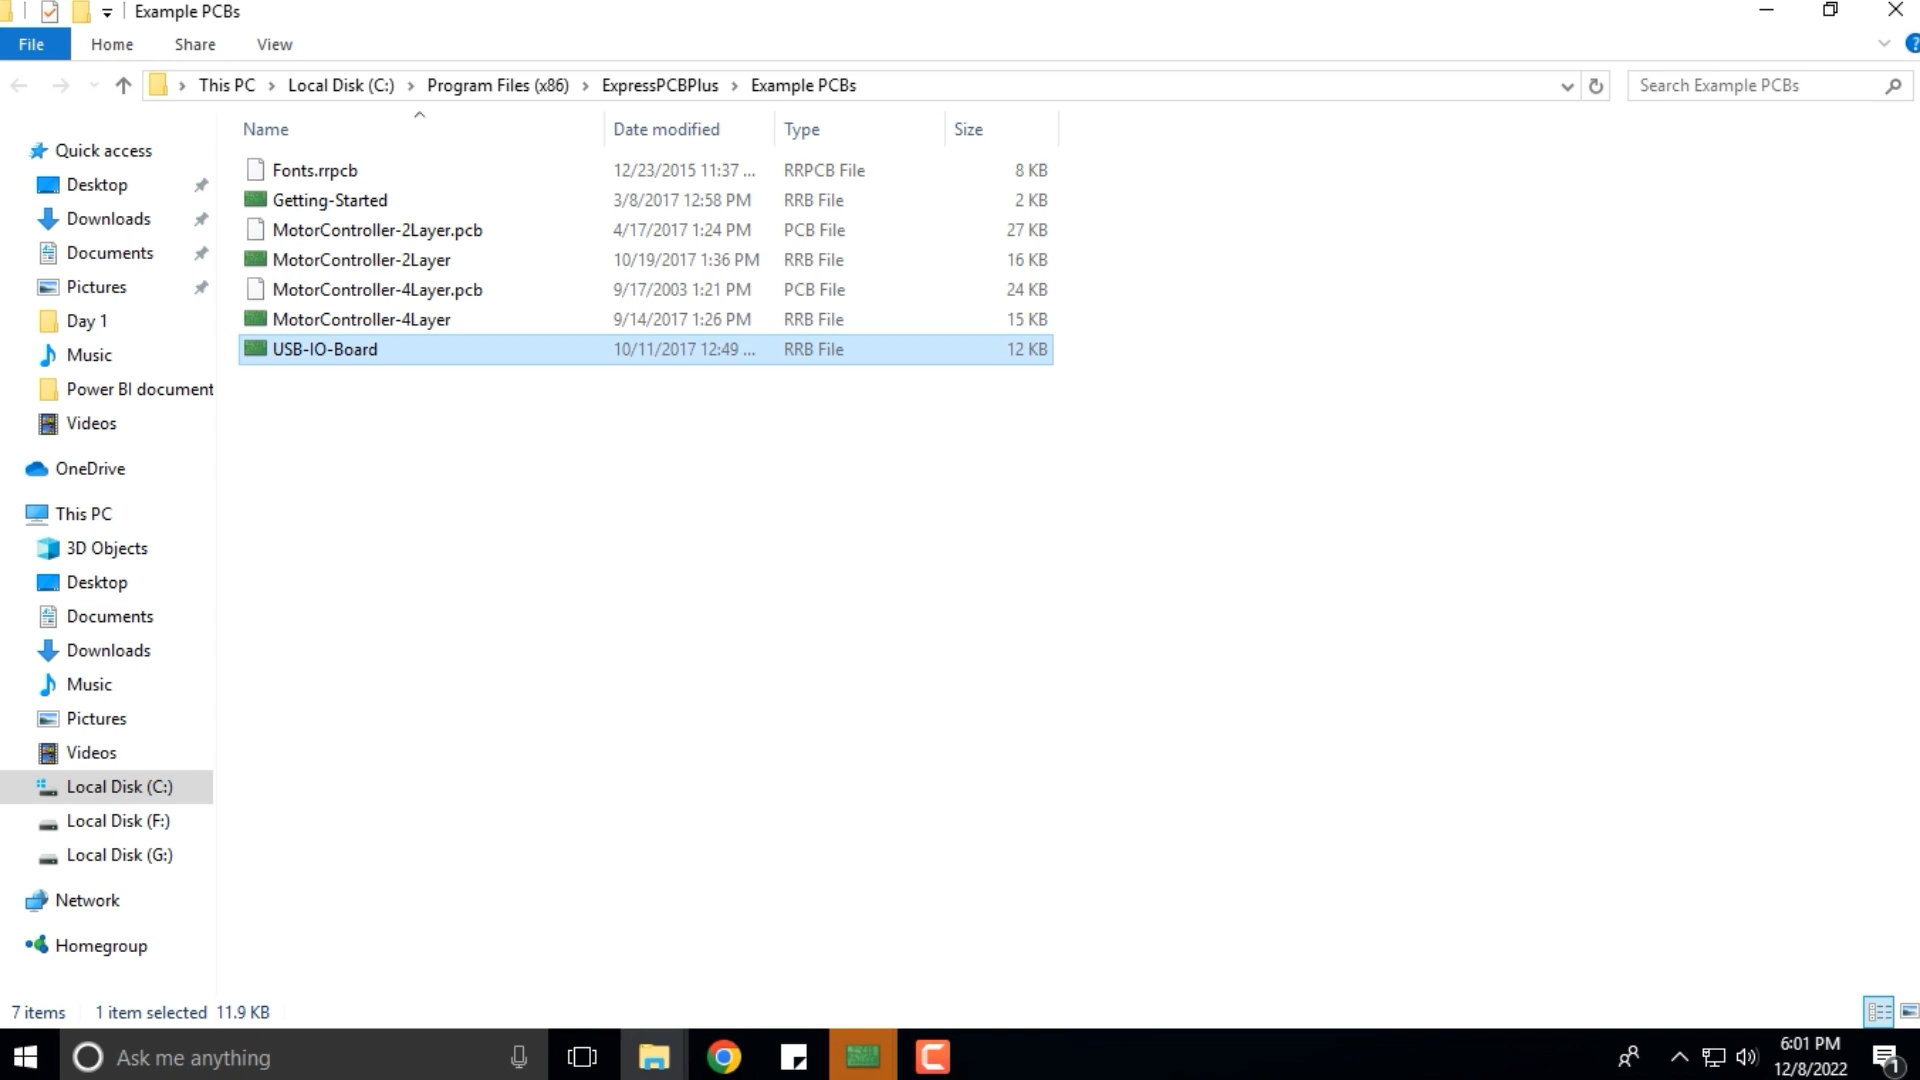 Example PCBs
File Home Share View
This PC Local Disk (C:) Program Files (x86) ExpressPCBPlus Example PCBs Search Example PCBs
Name Date modified Type Size
Fonts.rrpcb 12/23/2015 11:37 ... RRPCB File 8 KB
Getting-Started 3/8/2017 12:58 PM RRB File 2 KB
MotorController-2Layer.pcb 4/17/2017 1:24 PM PCB File 27 KB
MotorController-2Layer 10/19/2017 1:36 PM RRB File 16 KB
MotorController-4Layer.pcb 9/17/2003 1:21 PM PCB File 24 KB
MotorController-4Layer 9/14/2017 1:26 PM RRB File 15 KB
USB-IO-Board 10/11/2017 12:49 ... RRB File 12 KB
Quick access
Desktop
Downloads
Documents
Pictures
Day 1
Music
Power BI document
Videos
OneDrive
This PC
3D Objects
Desktop
Documents
Downloads
Music
Pictures
Videos
Local Disk (C:)
Local Disk (F:)
Local Disk (G:)
Network
Homegroup
7 items 1 item selected 11.9 KB
Ask me anything
6:01 PM
12/8/2022
1